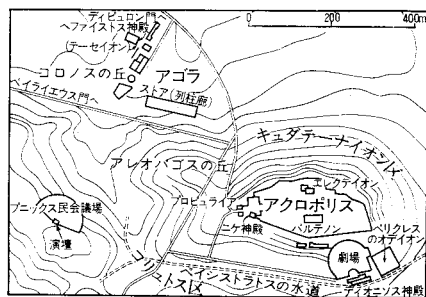 0 100 200 400m
ディピュロン門へ
ヘファイストス神殿
(テーセイオン)
アゴラ
コロノスの丘
ストア(列柱廊)
ペイライエウス門へ
キュダテーナイオン区
アレオパゴスの丘
エレクテイオン
プニックス民会議場
プロピュライア
アクロポリス
パルテノン
ペリクレス
のオデイオン
ニケ神殿
演壇
劇場
コリュトス区
ペイシストラトスの水道
ディオニソス神殿